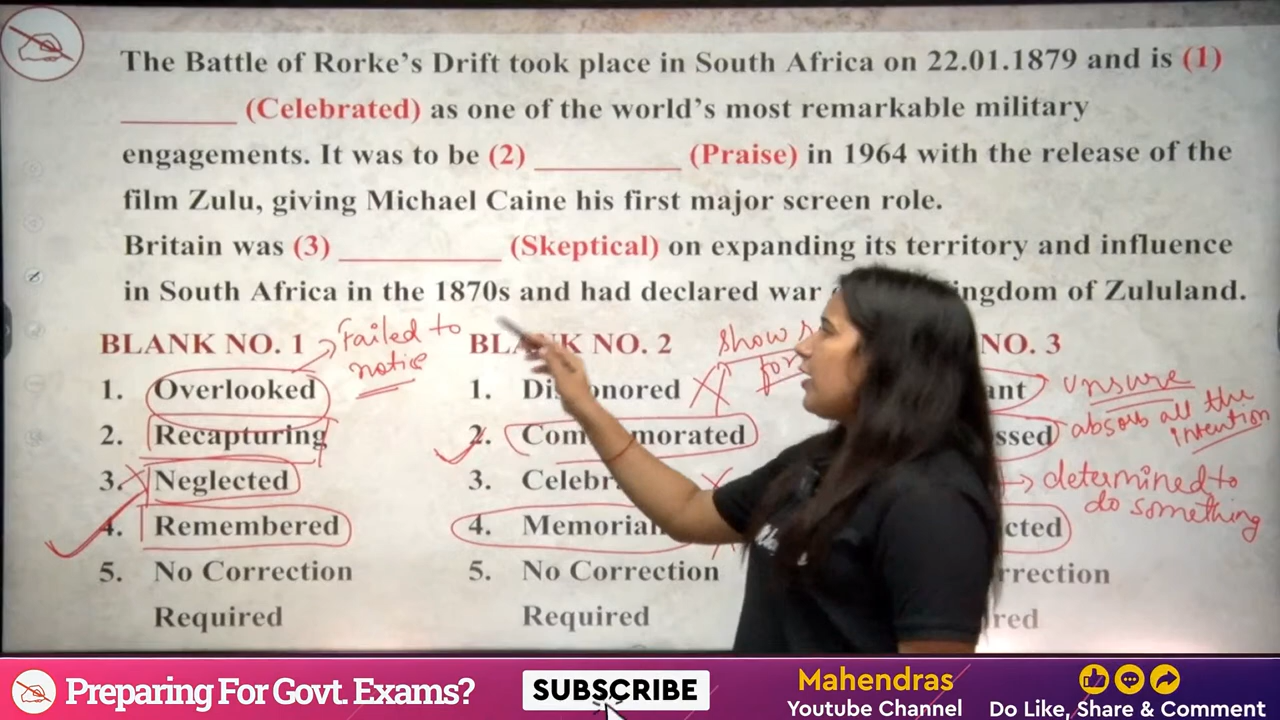 The Battle of Rorke's Drift took place in South Africa on 22.01.1879 and is (1)
________ (Celebrated) as one of the world's most remarkable military
engagements. It was to be (2) __________ (Praise) in 1964 with the release of the
film Zulu, giving Michael Caine his first major screen role.
Britain was (3) ___________ (Skeptical) on expanding its territory and influence
in South Africa in the 1870s and had declared war ingdom of Zululand.
BLANK NO. 1
Failed to
notice
1. Overlooked
2. Recapturing
3. Neglected
4. Remembered
5. No Correction
Required
BLANK NO. 2
show
for
1. Di onored
2. Com morated
3. Celebr
4. Memoria
5. No Correction
Required
NO. 3
ant unsure
ssed absorb all the
intention
determined to
do something
cted
rrection
red
Preparing For Govt. Exams?
SUBSCRIBE
Mahendras
Youtube Channel
Do Like, Share & Comment